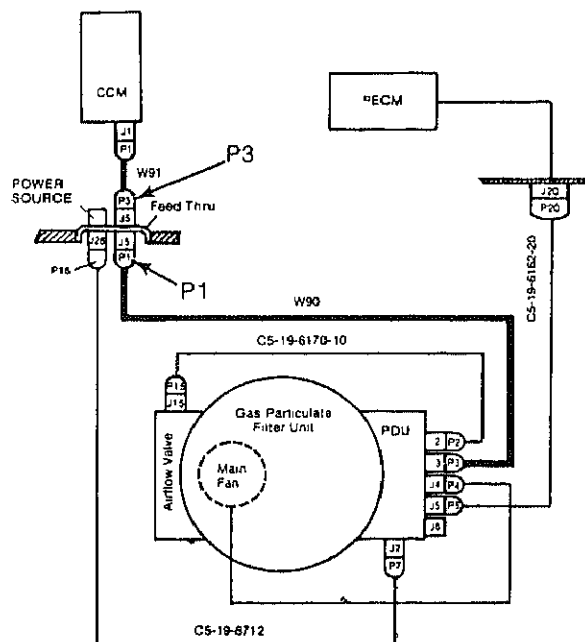 CCM
ECM
J1
P1
W91
P3
P3
POWER
SOURCE
Feed Thru
J5
J20
P20
J28
J5
P1
P16
P1
W90
C5-19-6162-20
C5-19-6170-10
P15
J15
Gas Particulate
Filter Unit
PDU
Airflow Valve
Main
Fan
2 P2
3 P3
J4 P4
J5 P5
J6
J7
P7
C5-19-8712